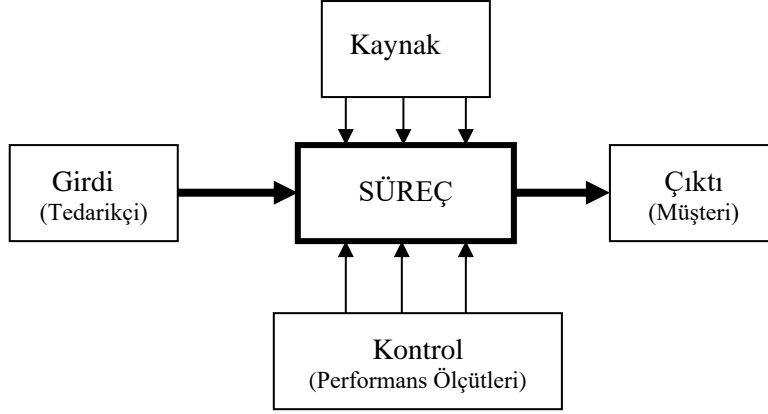 Kaynak
Girdi
(Tedarikçi)
SÜREÇ
Çıktı
(Müşteri)
Kontrol
(Performans Ölçütleri)